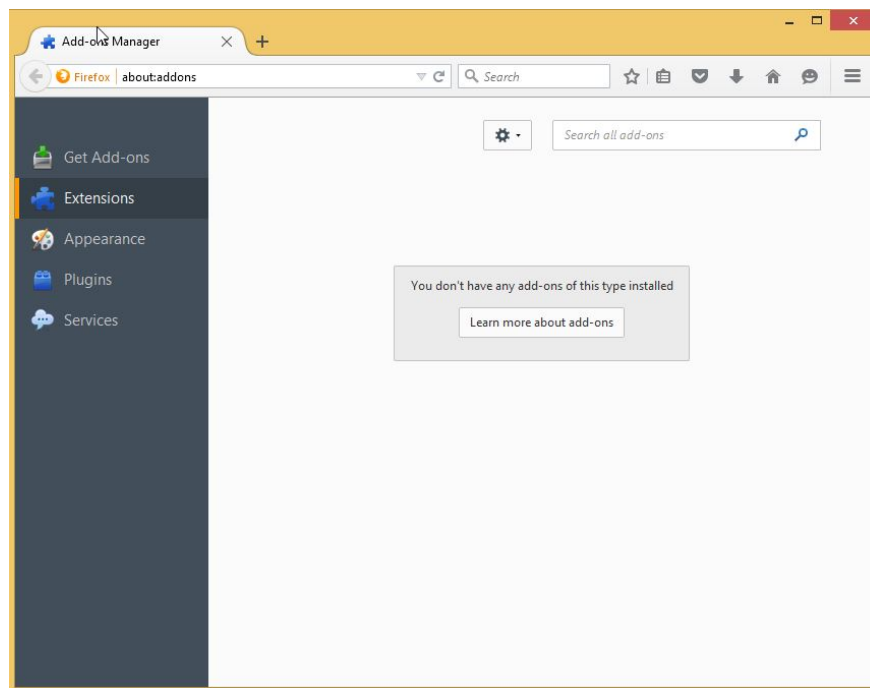 Add-ons Manager
Firefox about:addons
Search
Search all add-ons
Get Add-ons
Extensions
Appearance
Plugins
Services
You don't have any add-ons of this type installed
Learn more about add-ons